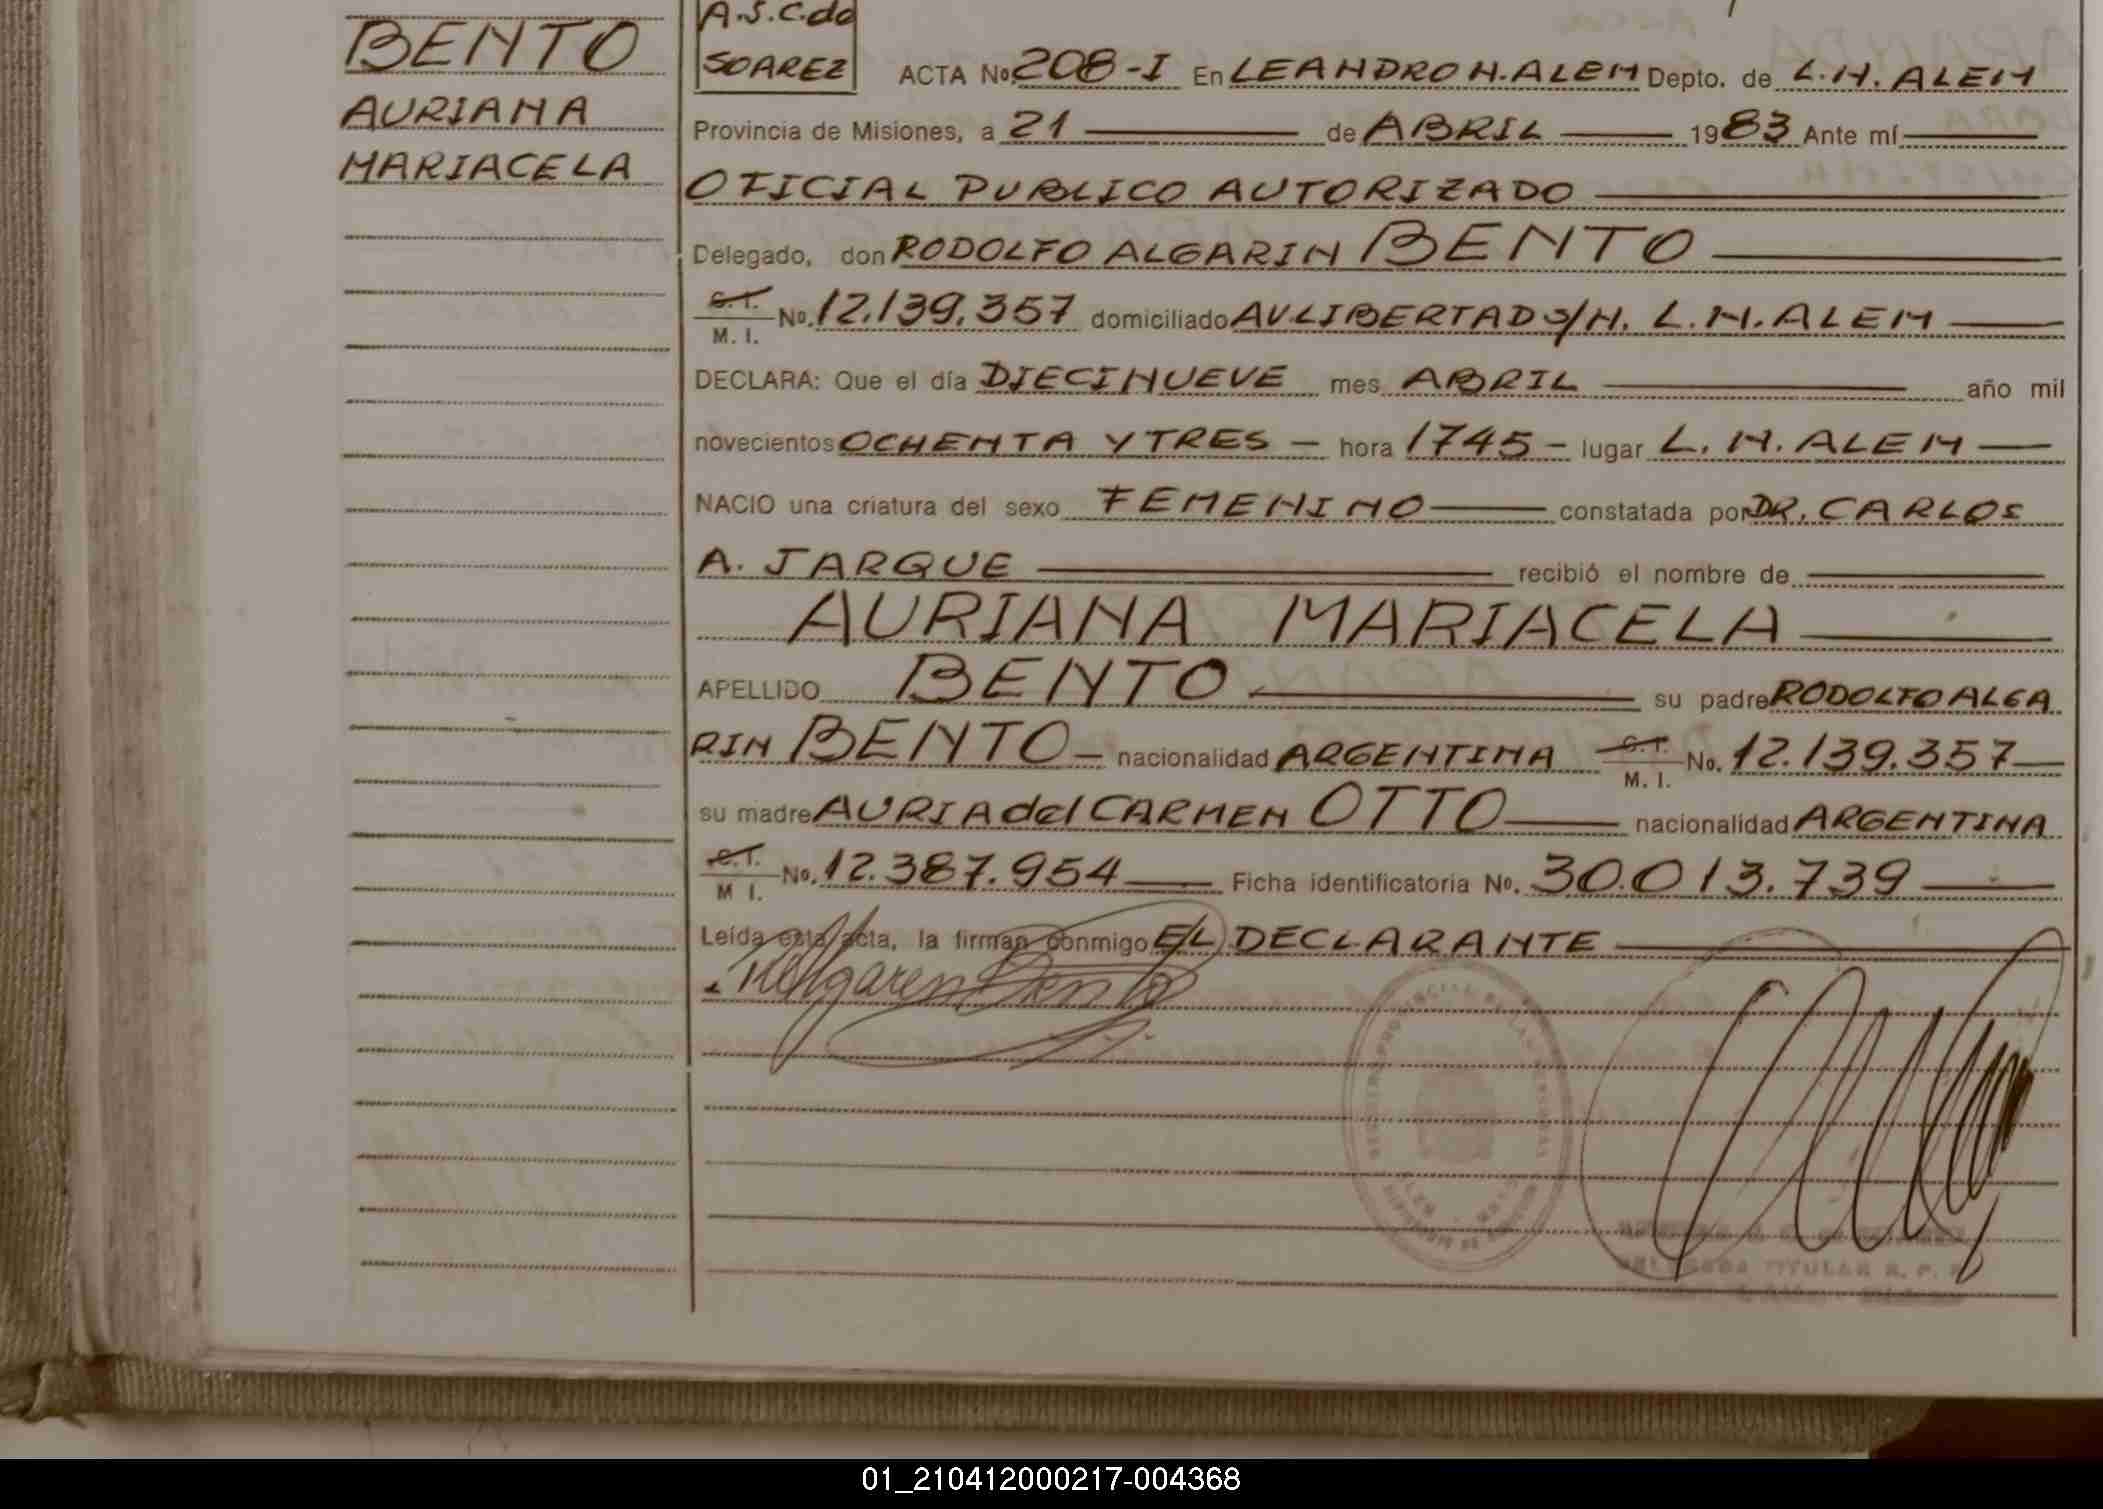 BENTO
AURIANA
MARIACELA
A.S.C.de
SOAREZ
ACTA No. 208-I En LEANDRO N. ALEM Depto. de L.N. ALEM
Provincia de Misiones, a 21 de ABRIL 1983 Ante mí
OFICIAL PUBLICO AUTORIZADO
Delegado, don RODOLFO ALGARIN BENTO
C.I. M. I. No. 12.139.357 domiciliado AV. LIBERTAD S/N. L.N. ALEM
DECLARA: Que el día DIECINUEVE mes ABRIL año mil
novecientos OCHENTA Y TRES - hora 1745 - lugar L. N. ALEM
NACIO una criatura del sexo FEMENINO constatada por DR. CARLOS
A. JARQUE recibió el nombre de
AURIANA MARIACELA
APELLIDO BENTO su padre RODOLFO ALGA
RIN BENTO - nacionalidad ARGENTINA C.I. M. I. No. 12.139.357
su madre AURIA del CARMEN OTTO nacionalidad ARGENTINA
C.I. M I. No. 12.387.954 Ficha identificatoria No. 30.013.739
Leída esta acta, la firman conmigo EL DECLARANTE
TITULAR R. P.
01_210412000217-004368